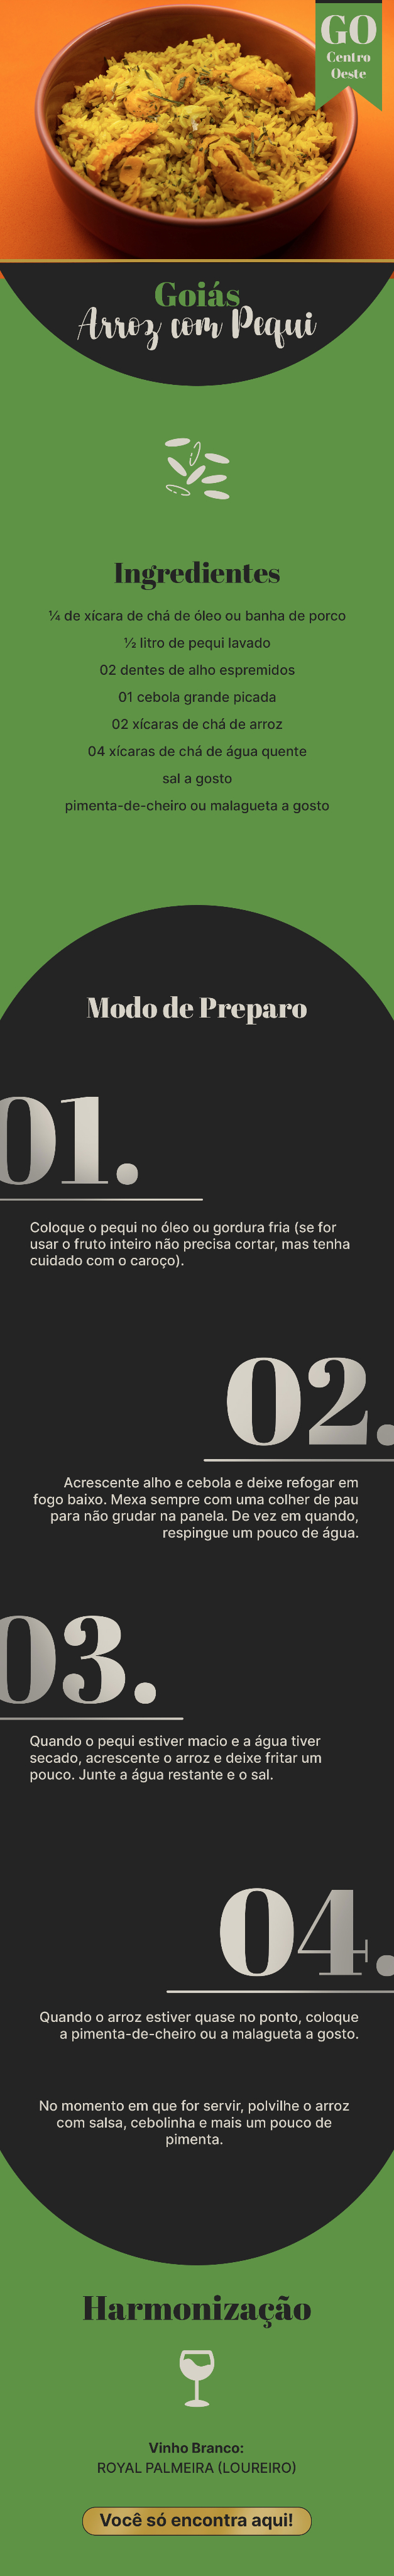 GO
Centro
Oeste
Goiás
Arroz com Pequi
Ingredientes
¼ de xícara de chá de óleo ou banha de porco
½ litro de pequi lavado
02 dentes de alho espremidos
01 cebola grande picada
02 xícaras de chá de arroz
04 xícaras de chá de água quente
sal a gosto
pimenta-de-cheiro ou malagueta a gosto
Modo de Preparo
01.
Coloque o pequi no óleo ou gordura fria (se for
usar o fruto inteiro não precisa cortar, mas tenha
cuidado com o caroço).
02.
Acrescente alho e cebola e deixe refogar em
fogo baixo. Mexa sempre com uma colher de pau
para não grudar na panela. De vez em quando,
respingue um pouco de água.
03.
Quando o pequi estiver macio e a água tiver
secado, acrescente o arroz e deixe fritar um
pouco. Junte a água restante e o sal.
04.
Quando o arroz estiver quase no ponto, coloque
a pimenta-de-cheiro ou a malagueta a gosto.
No momento em que for servir, polvilhe o arroz
com salsa, cebolinha e mais um pouco de
pimenta.
Harmonização
Vinho Branco:
ROYAL PALMEIRA (LOUREIRO)
Você só encontra aqui!